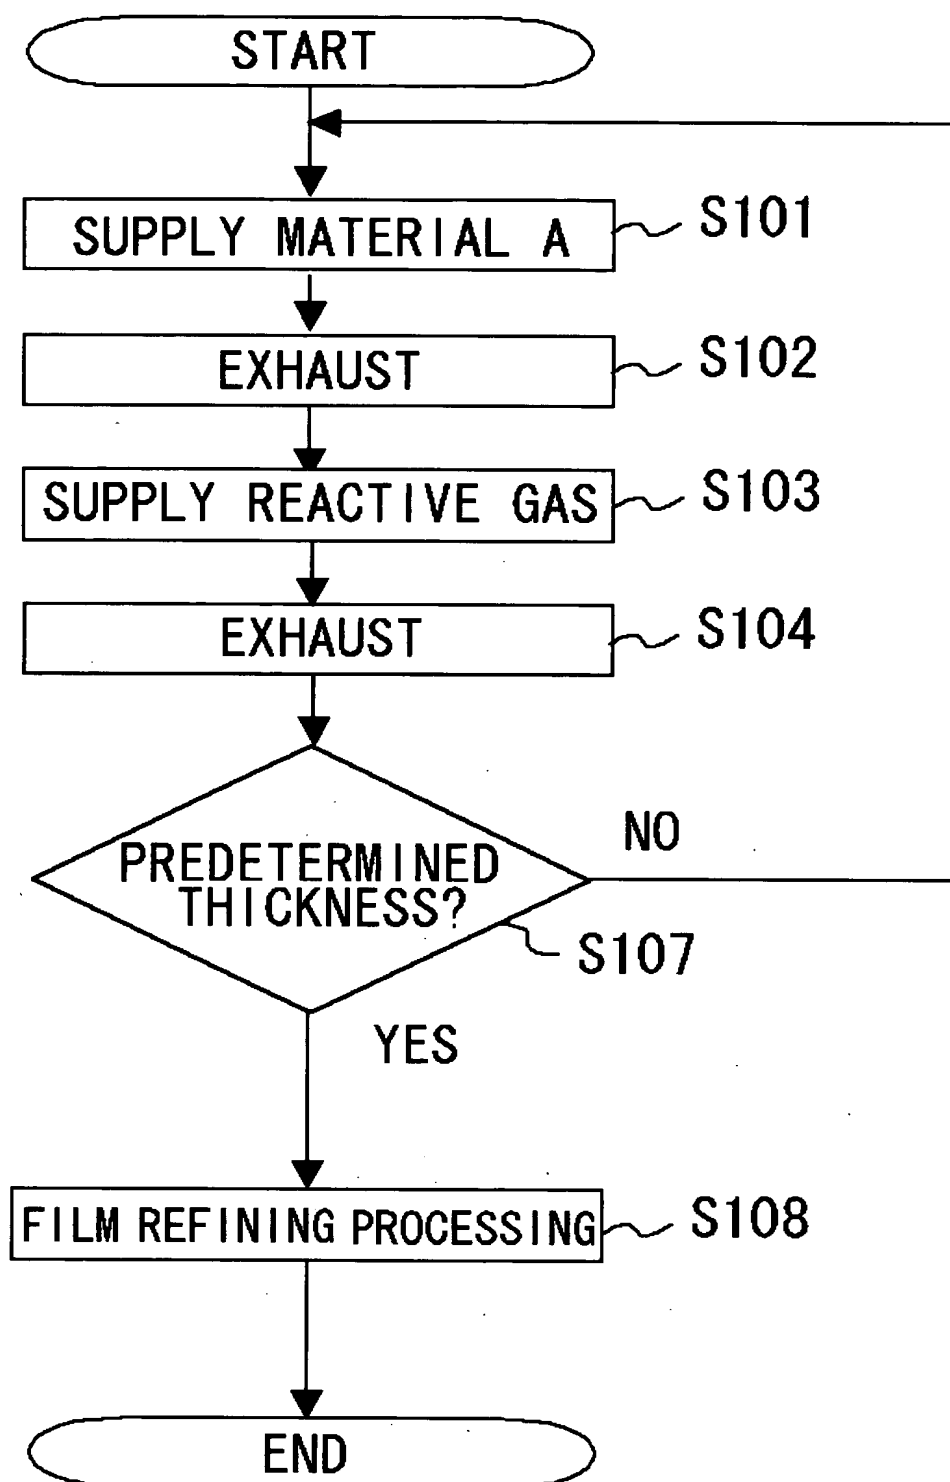 START
SUPPLY MATERIAL A
S101
EXHAUST
S102
SUPPLY REACTIVE GAS
S103
EXHAUST
S104
PREDETERMINED
THICKNESS?
NO
S107
YES
FILM REFINING PROCESSING
S108
END